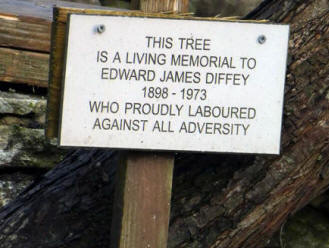 THIS TREE
IS A LIVING MEMORIAL TO
EDWARD JAMES DIFFEY
1898 - 1973
WHO PROUDLY LABOURED
AGAINST ALL ADVERSITY